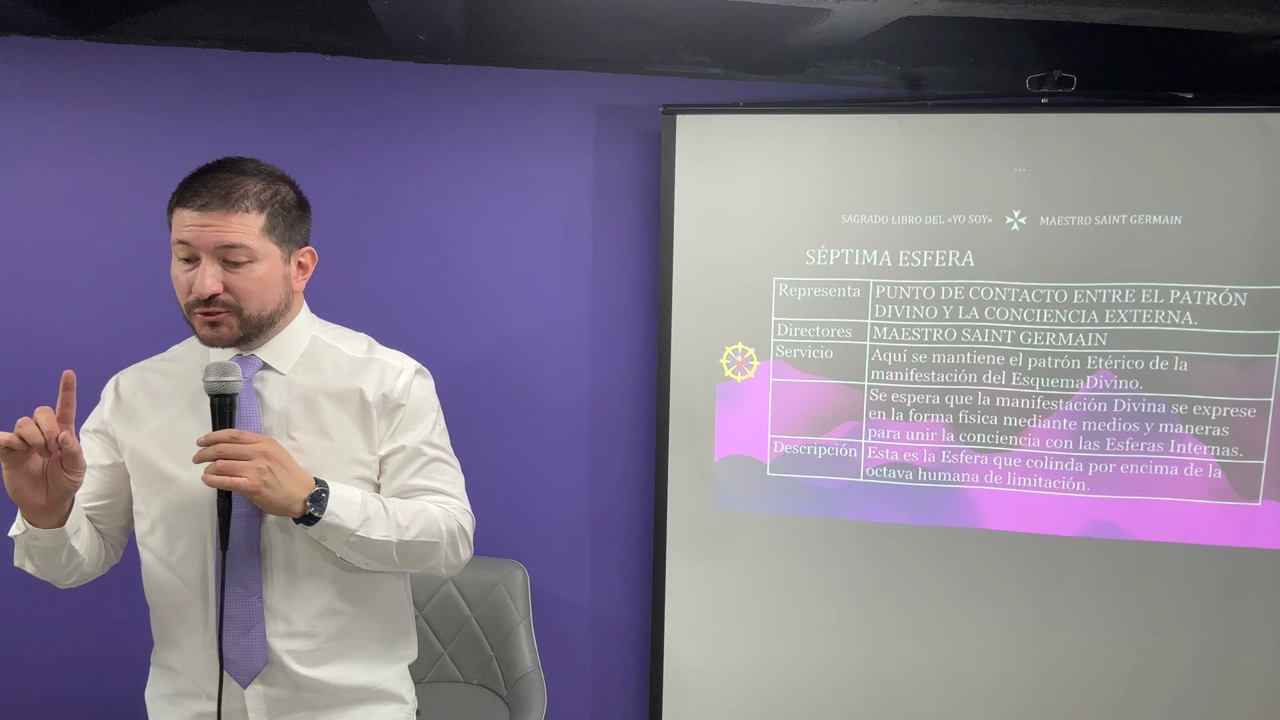 ...
SAGRADO LIBRO DEL «YO SOY» MAESTRO SAINT GERMAIN
SÉPTIMA ESFERA
Representa PUNTO DE CONTACTO ENTRE EL PATRÓN
DIVINO Y LA CONCIENCIA EXTERNA.
Directores MAESTRO SAINT GERMAIN
Servicio Aquí se mantiene el patrón Etérico de la
manifestación del EsquemaDivino.
Se espera que la manifestación Divina se exprese
en la forma física mediante medios y maneras
para unir la conciencia con las Esferas Internas.
Descripción Esta es la Esfera que colinda por encima de la
octava humana de limitación.